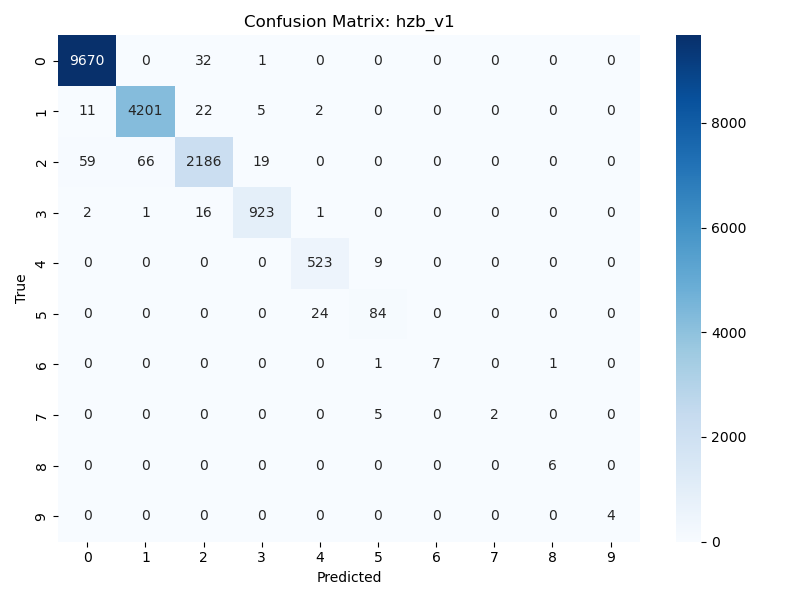 Confusion Matrix: hzb_v1
0 9670 0 32 1 0 0 0 0 0 0
1 11 4201 22 5 2 0 0 0 0 0
2 59 66 2186 19 0 0 0 0 0 0
3 2 1 16 923 1 0 0 0 0 0
4 0 0 0 0 523 9 0 0 0 0
5 0 0 0 0 24 84 0 0 0 0
6 0 0 0 0 0 1 7 0 1 0
7 0 0 0 0 0 5 0 2 0 0
8 0 0 0 0 0 0 0 0 6 0
9 0 0 0 0 0 0 0 0 0 4
0 1 2 3 4 5 6 7 8 9
Predicted
True
8000
6000
4000
2000
0